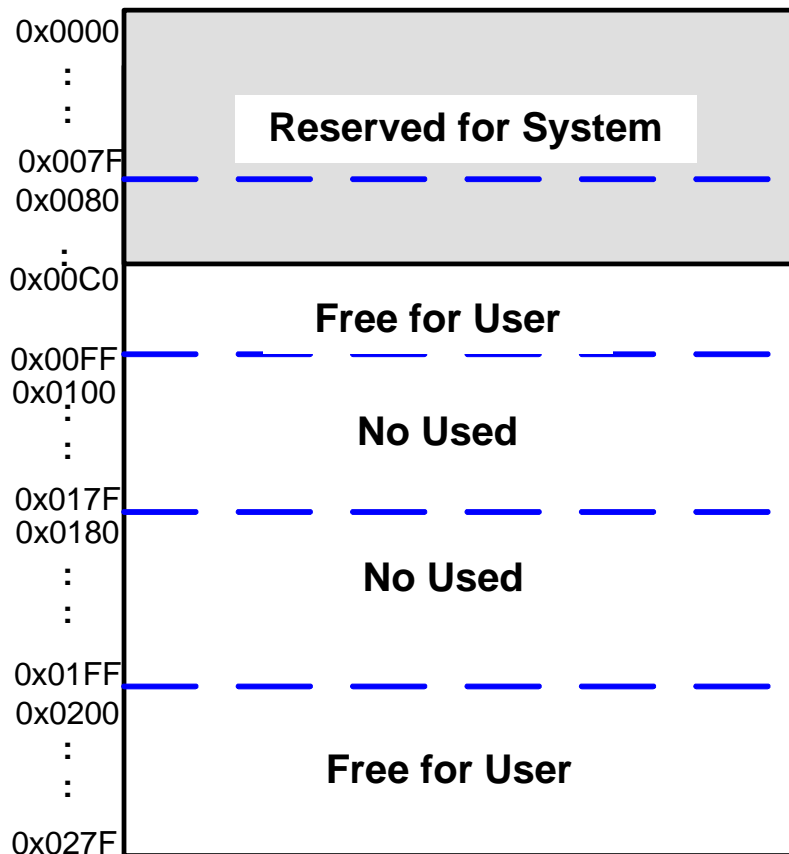 0x0000
:
:
Reserved for System
0x007F
0x0080
:
0x00C0
Free for User
0x00FF
0x0100
:
No Used
:
0x017F
0x0180
:
No Used
:
0x01FF
0x0200
:
Free for User
:
0x027F